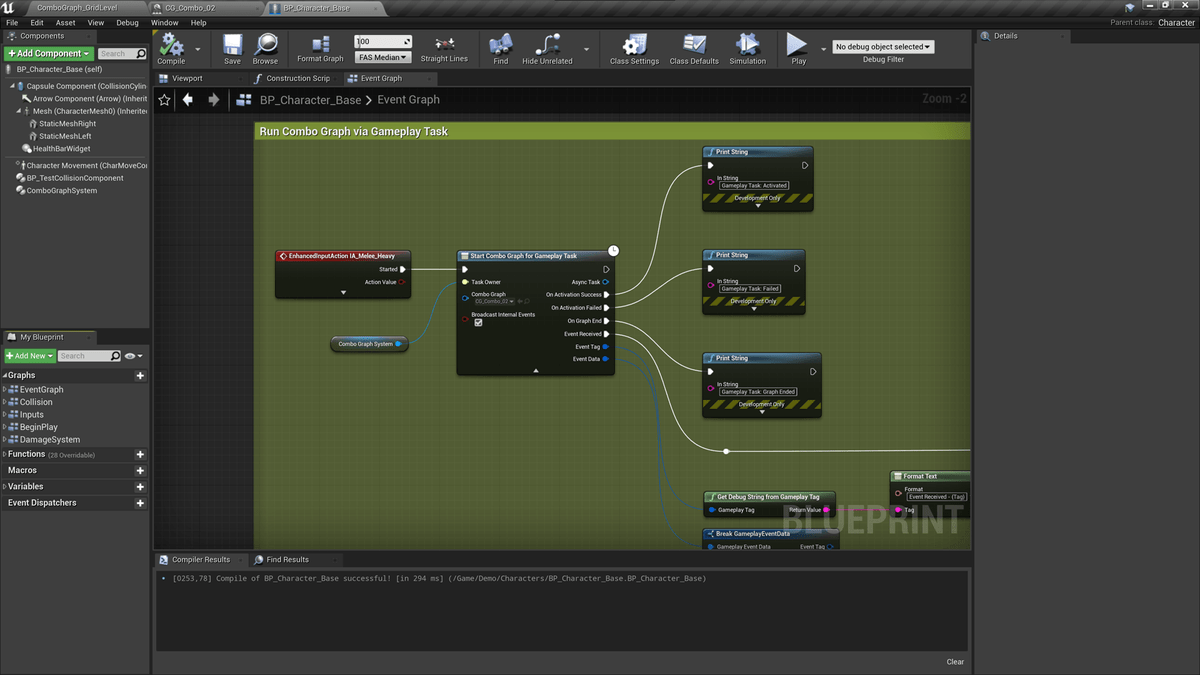 ComboGraph_GridLevel
CG_Combo_02
BP_Character_Base
File Edit Asset View Debug Window Help
Parent class: Character
Components
+ Add Component
Search
BP_Character_Base (self)
Capsule Component (CollisionCylin
Arrow Component (Arrow) (Inherit
Mesh (CharacterMesh0) (Inherite
StaticMeshRight
StaticMeshLeft
HealthBarWidget
Character Movement (CharMoveCo
BP_TestCollisionComponent
ComboGraphSystem
My Blueprint
+ Add New
Search
Graphs
EventGraph
Collision
Inputs
BeginPlay
DamageSystem
Functions (28 Overridable)
Macros
Variables
Event Dispatchers
Compile
Save
Browse
Format Graph
100
FAS Median
Straight Lines
Find
Hide Unrelated
Class Settings
Class Defaults
Simulation
Play
No debug object selected
Debug Filter
Details
Viewport
Construction Scrip
Event Graph
BP_Character_Base > Event Graph
Zoom -2
Run Combo Graph via Gameplay Task
EnhancedInputAction IA_Melee_Heavy
Started
Action Value
Combo Graph System
Start Combo Graph for Gameplay Task
Task Owner
Combo Graph
CG_Combo_02
Broadcast Internal Events
Async Task
On Activation Success
On Activation Failed
On Graph End
Event Received
Event Tag
Event Data
Print String
In String
Gameplay Task: Activated
Development Only
Print String
In String
Gameplay Task: Failed
Development Only
Print String
In String
Gameplay Task: Graph Ended
Development Only
Get Debug String from Gameplay Tag
Gameplay Tag
Return Value
Break GameplayEventData
Gameplay Event Data
Event Tag
Format Text
Format
Event Received - {Tag}
Tag
BLUEPRINT
Compiler Results
Find Results
[0253,78] Compile of BP_Character_Base successful! [in 294 ms] (/Game/Demo/Characters/BP_Character_Base.BP_Character_Base)
Clear